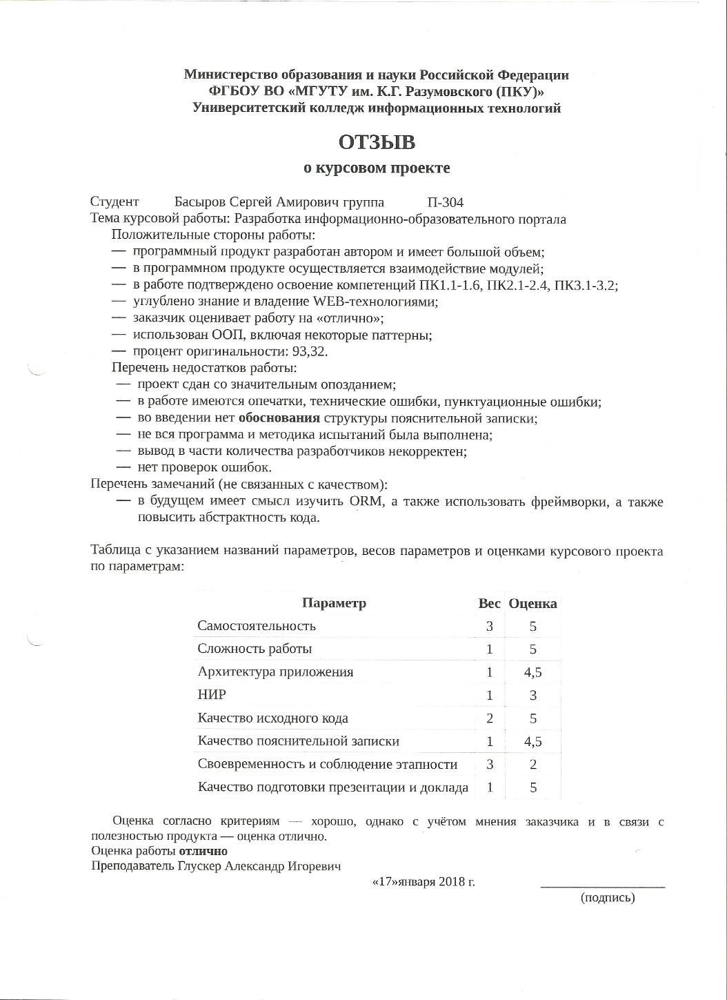 Министерство образования и науки Российской Федерации
ФГБОУ ВО «МГУТУ им. К.Г. Разумовского (ПКУ)»
Университетский колледж информационных технологий
ОТЗЫВ
о курсовом проекте
Студент Басыров Сергей Амирович группа П-304
Тема курсовой работы: Разработка информационно-образовательного портала
Положительные стороны работы:
— программный продукт разработан автором и имеет большой объем;
— в программном продукте осуществляется взаимодействие модулей;
— в работе подтверждено освоение компетенций ПК1.1-1.6, ПК2.1-2.4, ПК3.1-3.2;
— углублено знание и владение WEB-технологиями;
— заказчик оценивает работу на «отлично»;
— использован ООП, включая некоторые паттерны;
— процент оригинальности: 93,32.
Перечень недостатков работы:
— проект сдан со значительным опозданием;
— в работе имеются опечатки, технические ошибки, пунктуационные ошибки;
— во введении нет обоснования структуры пояснительной записки;
— не вся программа и методика испытаний была выполнена;
— вывод в части количества разработчиков некорректен;
— нет проверок ошибок.
Перечень замечаний (не связанных с качеством):
— в будущем имеет смысл изучить ORM, а также использовать фреймворки, а также
повысить абстрактность кода.
Таблица с указанием названий параметров, весов параметров и оценками курсового проекта
по параметрам:
Параметр Вес Оценка
Самостоятельность 3 5
Сложность работы 1 5
Архитектура приложения 1 4,5
НИР 1 3
Качество исходного кода 2 5
Качество пояснительной записки 1 4,5
Своевременность и соблюдение этапности 3 2
Качество подготовки презентации и доклада 1 5
Оценка согласно критериям — хорошо, однако с учётом мнения заказчика и в связи с
полезностью продукта — оценка отлично.
Оценка работы отлично
Преподаватель Глускер Александр Игоревич
«17»января 2018 г.
(подпись)